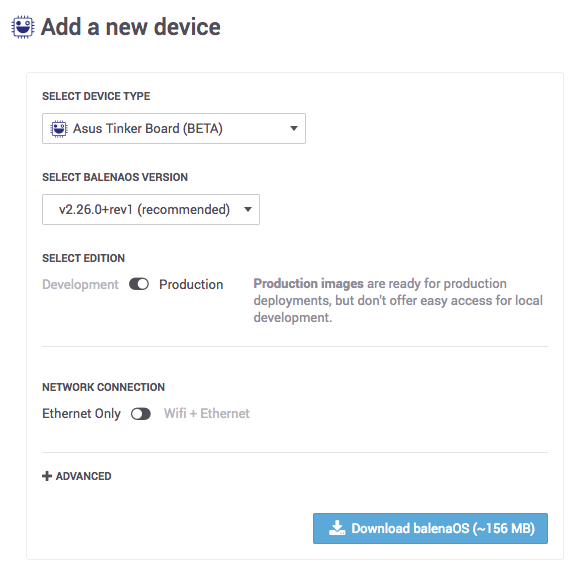 Add a new device
SELECT DEVICE TYPE
Asus Tinker Board (BETA)
SELECT BALENAOS VERSION
v2.26.0+rev1 (recommended)
SELECT EDITION
Development Production
Production images are ready for production
deployments, but don't offer easy access for local
development.
NETWORK CONNECTION
Ethernet Only Wifi + Ethernet
+ ADVANCED
Download balenaOS (~156 MB)